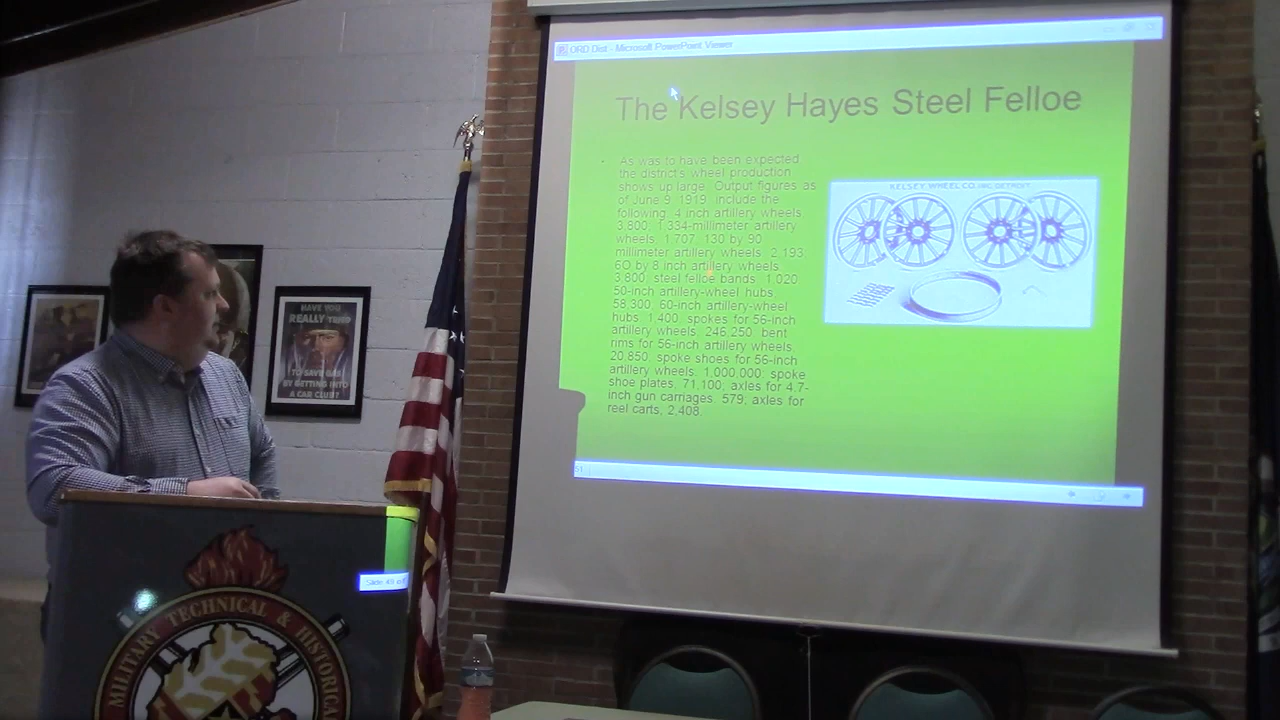 ORD Dist - Microsoft PowerPoint Viewer
The Kelsey Hayes Steel Felloe
• As was to have been expected
the district's wheel production
shows up large. Output figures as
of June 9, 1919, include the
following: 4 inch artillery wheels
3,800; 1,334-millimeter artillery
wheels, 1,707, 130 by 90
millimeter artillery wheels, 2,193
6O by 8 inch artillery wheels
3,800; steel felloe bands, 1,020
50-inch artillery-wheel hubs,
58,300; 60-inch artillery-wheel
hubs, 1,400, spokes for 56-inch
artillery wheels, 246,250, bent
rims for 56-inch artillery wheels,
20,850, spoke shoes for 56-inch
artillery wheels, 1,000,000; spoke
shoe plates, 71,100; axles for 4.7-
inch gun carriages, 579, axles for
reel carts, 2,408.
KELSEY WHEEL CO. INC, DETROIT
51
HAVE YOU
REALLY TRIED
TO SAVE GAS
BY GETTING INTO
A CAR CLUB?
Slide 49 of
MILITARY TECHNICAL & HISTORICA